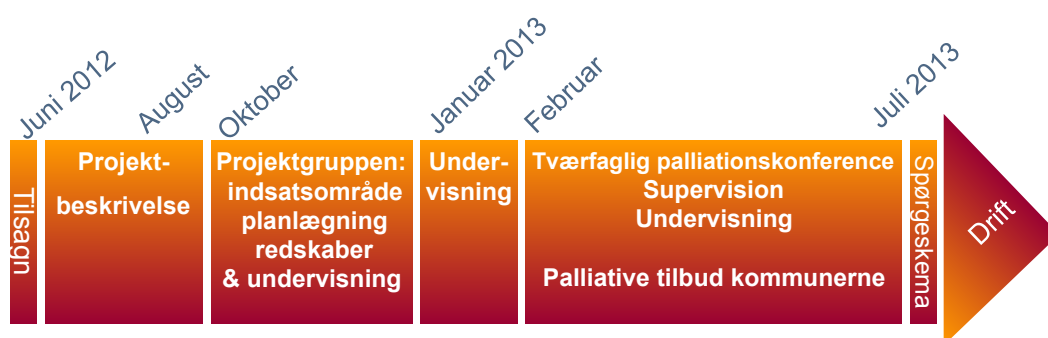 Juni 2012
August
Oktober
Januar 2013
Februar
Juli 2013
Tilsagn
Projekt-
beskrivelse
Projektgruppen:
indsatsområde
planlægning
redskaber
& undervisning
Under-
visning
Tværfaglig palliationskonference
Supervision
Undervisning
Palliative tilbud kommunerne
Spørgeskema
Drift